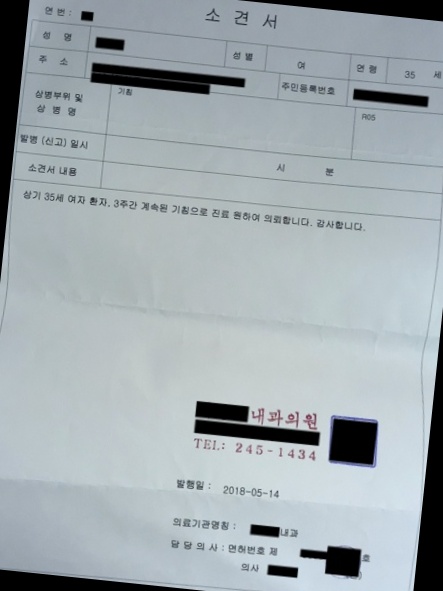 연번 :
소 견 서
성 명 성별 여 연령 35 세
주 소 주민등록번호
상병부위 및
상 병 명
기침 R05
발병 (신고) 일시 시 분
소견서 내용
상기 35세 여자 환자, 3주간 계속된 기침으로 진료 원하여 의뢰합니다. 감사합니다.
내과의원
TEL: 245-1434
발행일 : 2018-05-14
의료기관명칭 : 내과
담 당 의 사 : 면허번호 제 호
의사